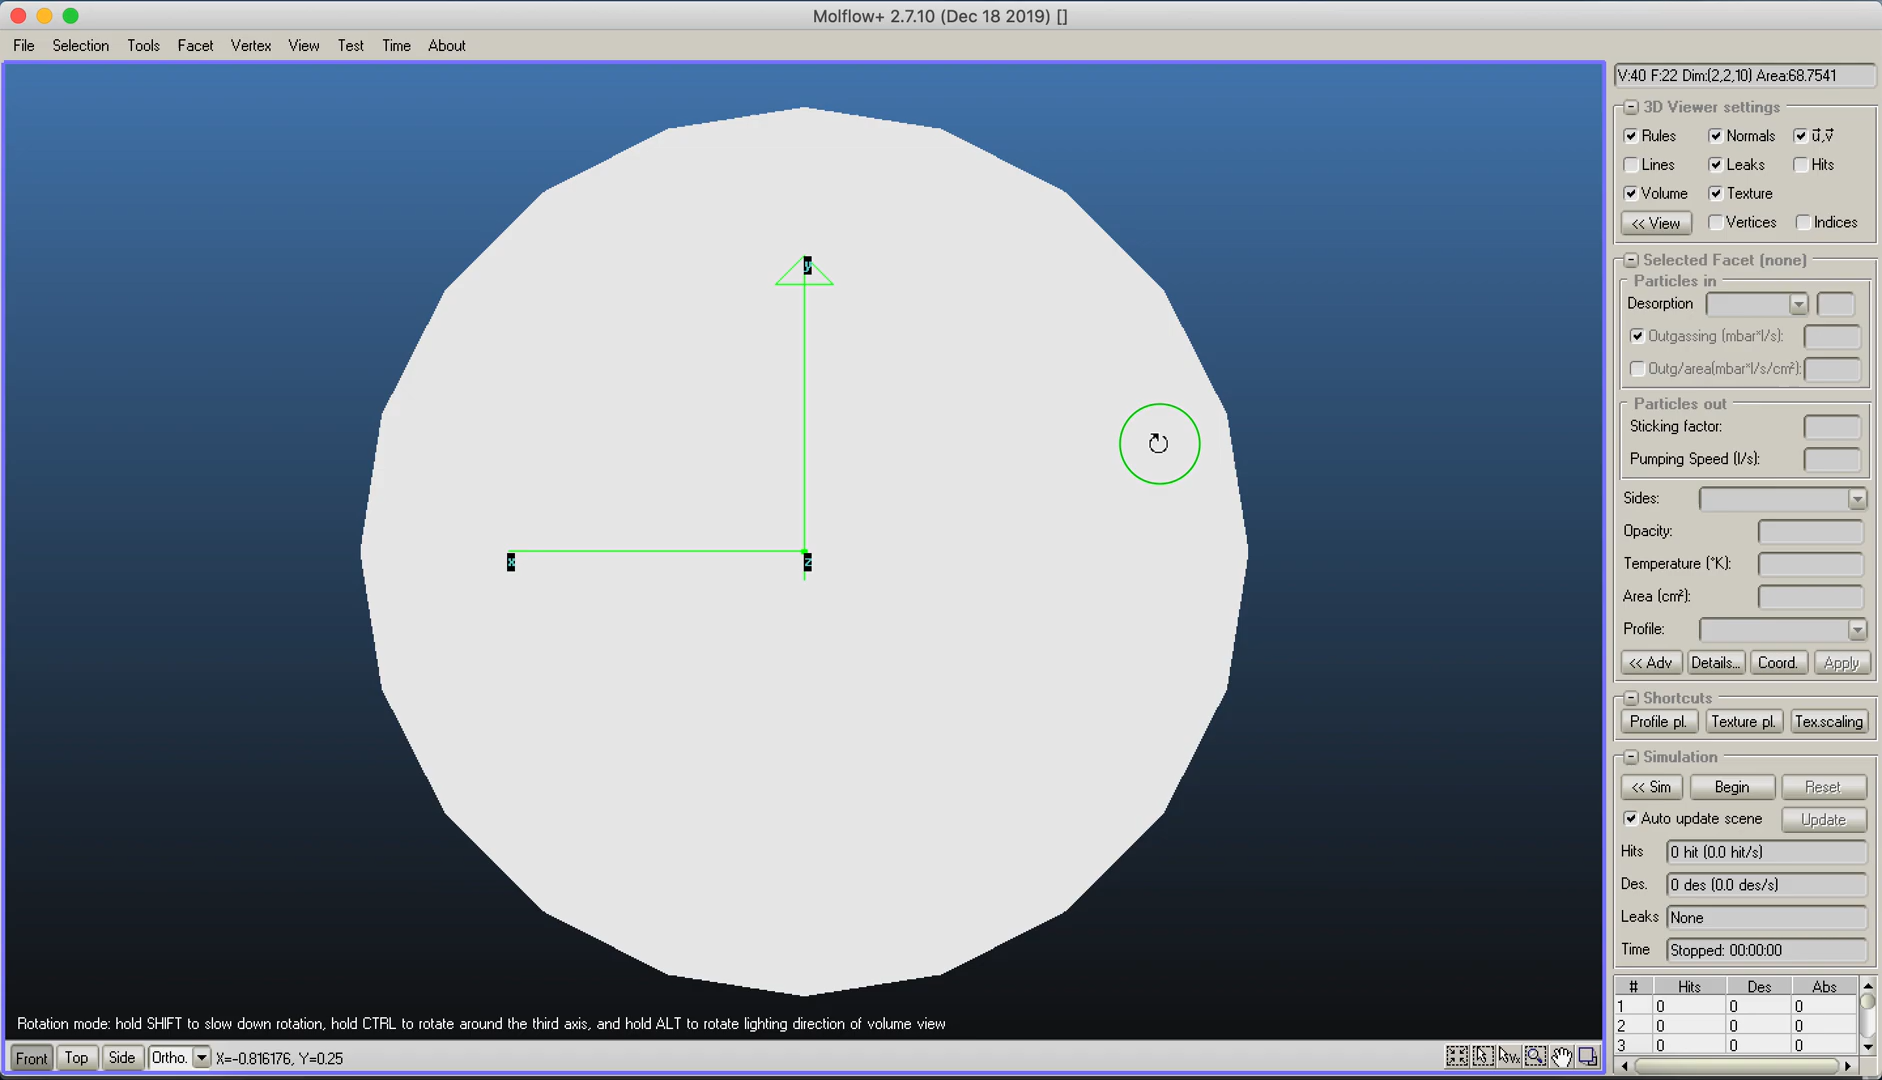 Molflow+ 2.7.10 (Dec 18 2019) []
File Selection Tools Facet Vertex View Test Time About
V:40 F:22 Dim:(2,2,10) Area:68.7541
3D Viewer settings
Rules Normals u,v
Lines Leaks Hits
Volume Texture
<< View Vertices Indices
Selected Facet (none)
Particles in
Desorption
Outgassing (mbar*l/s):
Outg/area(mbar*l/s/cm²):
Particles out
Sticking factor:
Pumping Speed (l/s):
Sides:
Opacity:
Temperature (°K):
Area (cm²):
Profile:
<< Adv Details... Coord. Apply
Shortcuts
Profile pl. Texture pl. Tex.scaling
Simulation
<< Sim Begin Reset
Auto update scene Update
Hits 0 hit (0.0 hit/s)
Des. 0 des (0.0 des/s)
Leaks None
Time Stopped: 00:00:00
# Hits Des Abs
1 0 0 0
2 0 0 0
3 0 0 0
y
x z
Rotation mode: hold SHIFT to slow down rotation, hold CTRL to rotate around the third axis, and hold ALT to rotate lighting direction of volume view
Front Top Side Ortho. X=-0.816176, Y=0.25